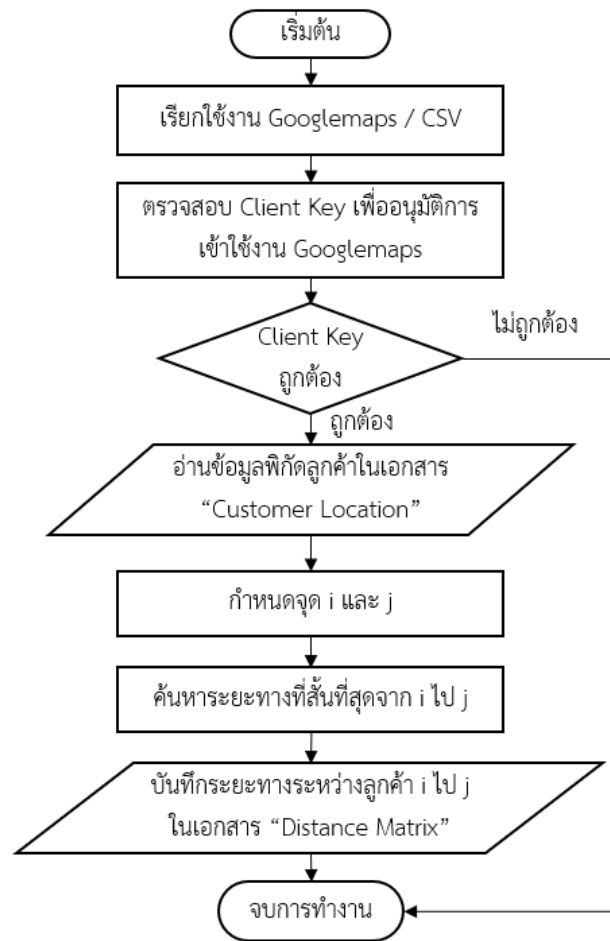 เริ่มต้น
เรียกใช้งาน Googlemaps / CSV
ตรวจสอบ Client Key เพื่ออนุมัติการ
เข้าใช้งาน Googlemaps
Client Key
ถูกต้อง
ไม่ถูกต้อง
ถูกต้อง
อ่านข้อมูลพิกัดลูกค้าในเอกสาร
“Customer Location”
กำหนดจุด i และ j
ค้นหาระยะทางที่สั้นที่สุดจาก i ไป j
บันทึกระยะทางระหว่างลูกค้า i ไป j
ในเอกสาร “Distance Matrix”
จบการทำงาน